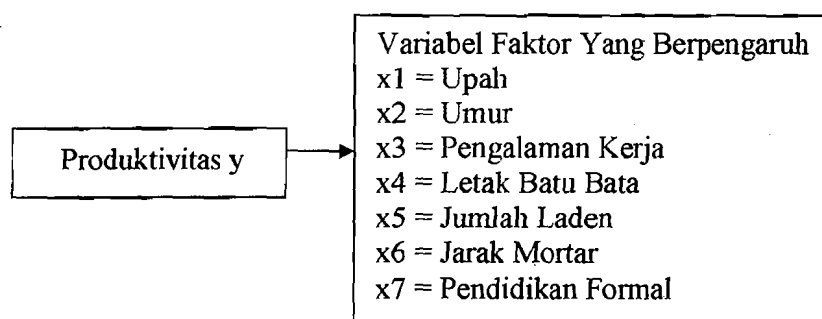 Variabel Faktor Yang Berpengaruh
x1 = Upah
x2 = Umur
x3 = Pengalaman Kerja
x4 = Letak Batu Bata
x5 = Jumlah Laden
x6 = Jarak Mortar
x7 = Pendidikan Formal
Produktivitas y